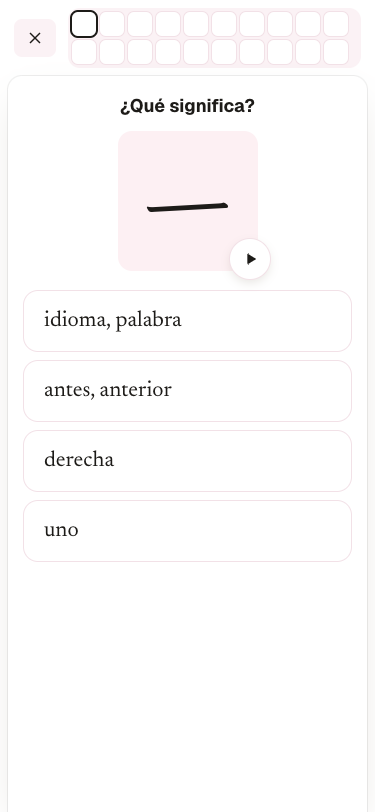 ¿Qué significa?
一
idioma, palabra
antes, anterior
derecha
uno